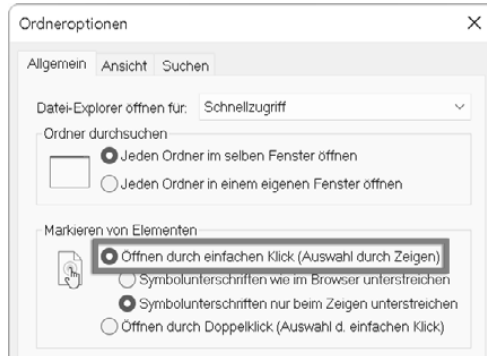 Ordneroptionen
Allgemein Ansicht Suchen
Datei-Explorer öffnen für: Schnellzugriff
Ordner durchsuchen
Jeden Ordner im selben Fenster öffnen
Jeden Ordner in einem eigenen Fenster öffnen
Markieren von Elementen
Öffnen durch einfachen Klick (Auswahl durch Zeigen)
Symbolunterschriften wie im Browser unterstreichen
Symbolunterschriften nur beim Zeigen unterstreichen
Öffnen durch Doppelklick (Auswahl d. einfachen Klick)